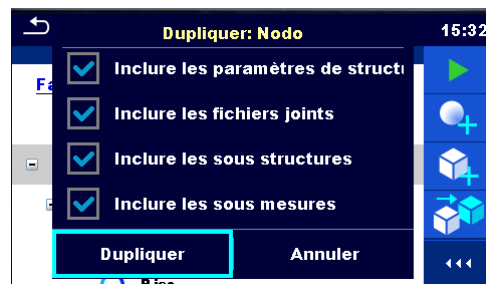 Dupliquer: Nodo
15:32
Inclure les paramètres de
Inclure les fichiers joints
Inclure les sous structures
Inclure les sous mesures
Dupliquer
Annuler